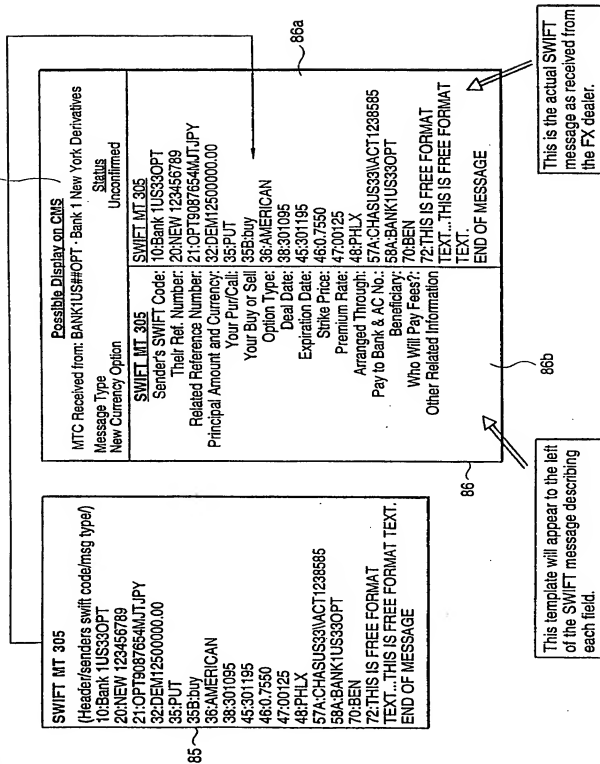 SWIFT MT 305
(Header/senders swift code/msg type/)
10:Bank 1US33OPT
20:NEW 123456789
21:OPT9087654MJTJPY
32:DEM12500000.00
35:PUT
35B:buy
36:AMERICAN
38:301095
45:301195
46:0.7550
47:00125
48:PHLX
57A:CHASUS33\\ACT1238585
58A:BANK1US33OPT
70:BEN
72:THIS IS FREE FORMAT
TEXT...THIS IS FREE FORMAT TEXT.
END OF MESSAGE
85
Possible Display on CMS
MTC Received from: BANK1US##OPT - Bank 1 New York Derivatives
Message Type
Status
New Currency Option
Unconfirmed
SWIFT MT 305
Sender's SWIFT Code:
Their Ref. Number:
Related Reference Number:
Principal Amount and Currency:
Your Pur/Call:
Your Buy or Sell
Option Type:
Deal Date:
Expiration Date:
Strike Price:
Premium Rate:
Arranged Through:
Pay to Bank & AC No.:
Beneficiary:
Who Will Pay Fees?:
Other Related Information
SWIFT MT 305
10:Bank 1US33OPT
20:NEW 123456789
21:OPT9087654MJTJPY
32:DEM12500000.00
35:PUT
35B:buy
36:AMERICAN
38:301095
45:301195
46:0.7550
47:00125
48:PHLX
57A:CHASUS33\\ACT1238585
58A:BANK1US33OPT
70:BEN
72:THIS IS FREE FORMAT
TEXT...THIS IS FREE FORMAT
TEXT.
END OF MESSAGE
86
86a
86b
This template will appear to the left
of the SWIFT message describing
each field.
This is the actual SWIFT
message as received from
the FX dealer.